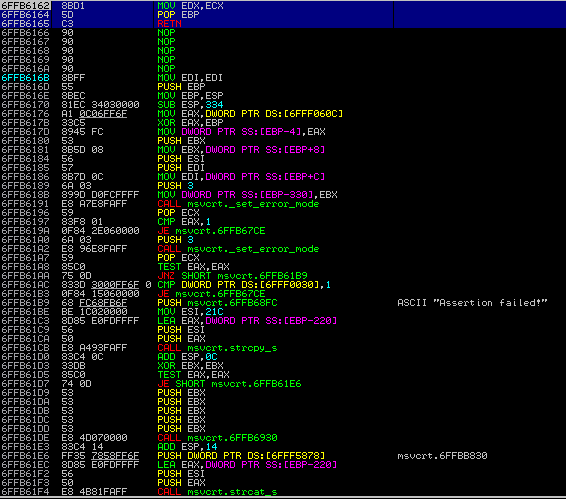 6FFB6162 8BD1 MOV EDX,ECX
6FFB6164 5D POP EBP
6FFB6165 C3 RETN
6FFB6166 90 NOP
6FFB6167 90 NOP
6FFB6168 90 NOP
6FFB6169 90 NOP
6FFB616A 90 NOP
6FFB616B 8BFF MOV EDI,EDI
6FFB616D 55 PUSH EBP
6FFB616E 8BEC MOV EBP,ESP
6FFB6170 81EC 34030000 SUB ESP,334
6FFB6176 A1 0C06FF6F MOV EAX,DWORD PTR DS:[6FFF060C]
6FFB617B 33C5 XOR EAX,EBP
6FFB617D 8945 FC MOV DWORD PTR SS:[EBP-4],EAX
6FFB6180 53 PUSH EBX
6FFB6181 8B5D 08 MOV EBX,DWORD PTR SS:[EBP+8]
6FFB6184 56 PUSH ESI
6FFB6185 57 PUSH EDI
6FFB6186 8B7D 0C MOV EDI,DWORD PTR SS:[EBP+C]
6FFB6189 6A 03 PUSH 3
6FFB618B 899D D0FCFFFF MOV DWORD PTR SS:[EBP-330],EBX
6FFB6191 E8 A7E8FAFF CALL msvcrt._set_error_mode
6FFB6196 59 POP ECX
6FFB6197 83F8 01 CMP EAX,1
6FFB619A 0F84 2E060000 JE msvcrt.6FFB67CE
6FFB61A0 6A 03 PUSH 3
6FFB61A2 E8 96E8FAFF CALL msvcrt._set_error_mode
6FFB61A7 59 POP ECX
6FFB61A8 85C0 TEST EAX,EAX
6FFB61AA 75 0D JNZ SHORT msvcrt.6FFB61B9
6FFB61AC 833D 3000FF6F 0 CMP DWORD PTR DS:[6FFF0030],1
6FFB61B3 0F84 15060000 JE msvcrt.6FFB67CE
6FFB61B9 68 FC68FB6F PUSH msvcrt.6FFB68FC ASCII "Assertion failed!"
6FFB61BE BE 1C020000 MOV ESI,21C
6FFB61C3 8D85 E0FDFFFF LEA EAX,DWORD PTR SS:[EBP-220]
6FFB61C9 56 PUSH ESI
6FFB61CA 50 PUSH EAX
6FFB61CB E8 A493FAFF CALL msvcrt.strcpy_s
6FFB61D0 83C4 0C ADD ESP,0C
6FFB61D3 33DB XOR EBX,EBX
6FFB61D5 85C0 TEST EAX,EAX
6FFB61D7 74 0D JE SHORT msvcrt.6FFB61E6
6FFB61D9 53 PUSH EBX
6FFB61DA 53 PUSH EBX
6FFB61DB 53 PUSH EBX
6FFB61DC 53 PUSH EBX
6FFB61DD 53 PUSH EBX
6FFB61DE E8 4D070000 CALL msvcrt.6FFB6930
6FFB61E3 83C4 14 ADD ESP,14
6FFB61E6 FF35 7858FF6F PUSH DWORD PTR DS:[6FFF5878] msvcrt.6FFBB830
6FFB61EC 8D85 E0FDFFFF LEA EAX,DWORD PTR SS:[EBP-220]
6FFB61F2 56 PUSH ESI
6FFB61F3 50 PUSH EAX
6FFB61F4 E8 4B81FAFF CALL msvcrt.strcat_s